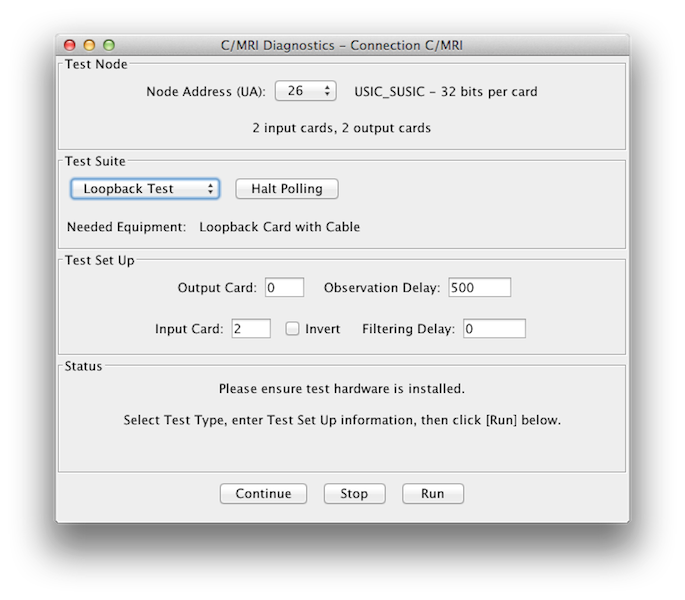 C/MRI Diagnostics – Connection C/MRI
Test Node
Node Address (UA): 26 USIC_SUSIC – 32 bits per card
2 input cards, 2 output cards
Test Suite
Loopback Test Halt Polling
Needed Equipment: Loopback Card with Cable
Test Set Up
Output Card: 0 Observation Delay: 500
Input Card: 2 Invert Filtering Delay: 0
Status
Please ensure test hardware is installed.
Select Test Type, enter Test Set Up information, then click [Run] below.
Continue Stop Run